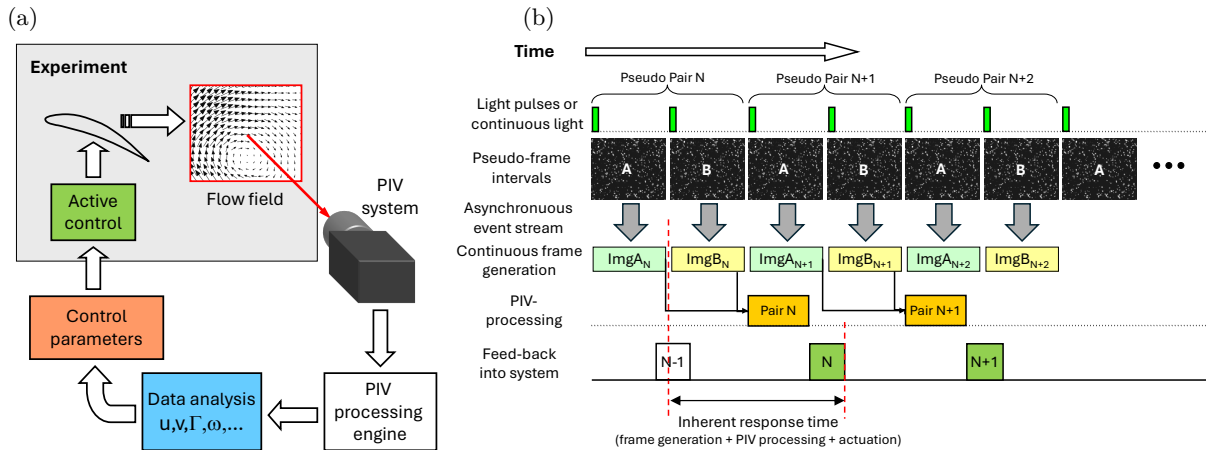 (a)
Experiment
Flow field
PIV
system
Active
control
Control
parameters
Data analysis
u,v,Γ,ω,...
PIV
processing
engine
(b)
Time
Pseudo Pair N
Pseudo Pair N+1
Pseudo Pair N+2
Light pulses or
continuous light
Pseudo-frame
intervals
A
B
A
B
A
B
A
•••
Asynchronuous
event stream
Continuous frame
generation
ImgA_N
ImgB_N
ImgA_N+1
ImgB_N+1
ImgA_N+2
ImgB_N+2
PIV-
processing
Pair N
Pair N+1
Feed-back
into system
N-1
N
N+1
Inherent response time
(frame generation + PIV processing + actuation)